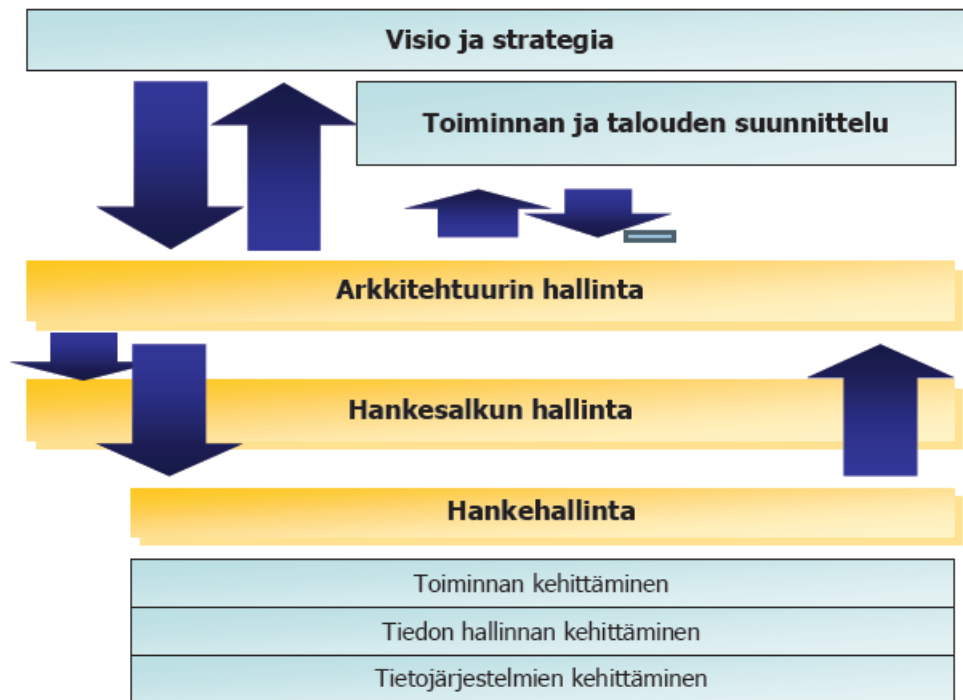 Visio ja strategia
Toiminnan ja talouden suunnittelu
Arkkitehtuurin hallinta
Hankesalkun hallinta
Hankehallinta
Toiminnan kehittäminen
Tiedon hallinnan kehittäminen
Tietojärjestelmien kehittäminen